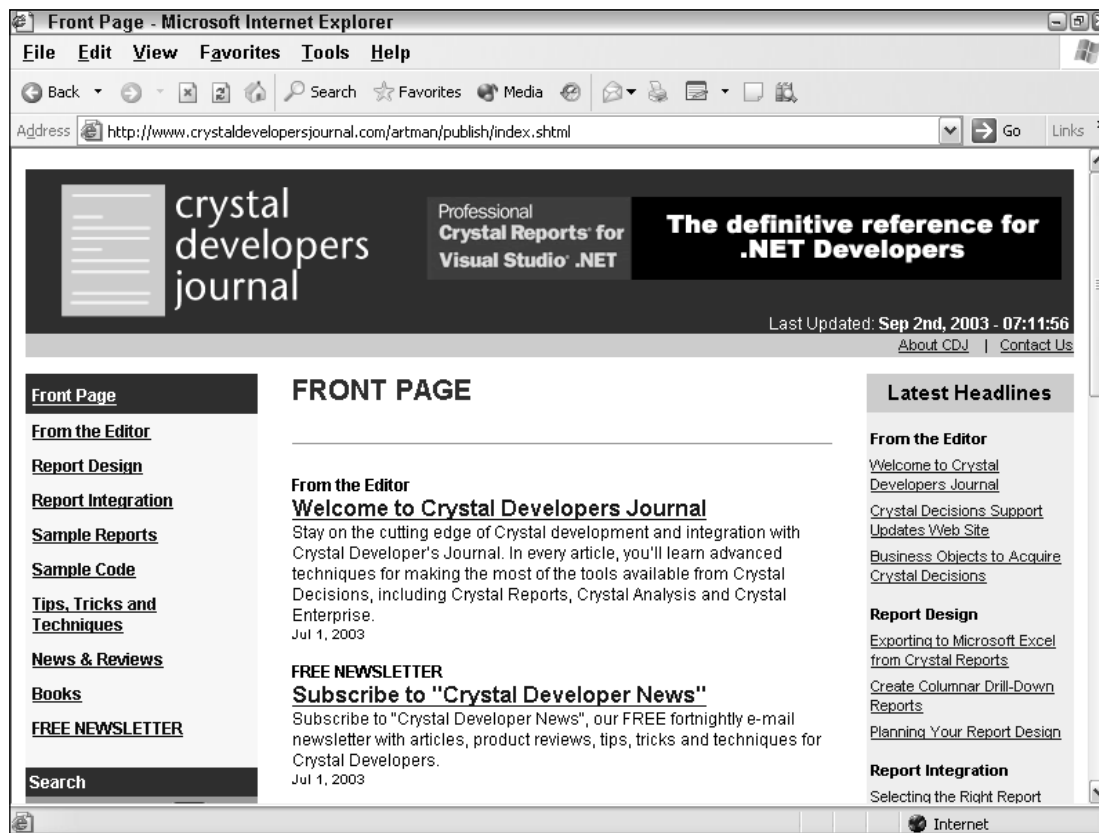 Front Page - Microsoft Internet Explorer
File Edit View Favorites Tools Help
Back Search Favorites Media
Address http://www.crystaldevelopersjournal.com/artman/publish/index.shtml Go Links
crystal
developers
journal
Professional
Crystal Reports® for
Visual Studio® .NET
The definitive reference for
.NET Developers
Last Updated: Sep 2nd, 2003 - 07:11:56
About CDJ | Contact Us
Front Page
From the Editor
Report Design
Report Integration
Sample Reports
Sample Code
Tips, Tricks and
Techniques
News & Reviews
Books
FREE NEWSLETTER
Search
FRONT PAGE
From the Editor
Welcome to Crystal Developers Journal
Stay on the cutting edge of Crystal development and integration with
Crystal Developer's Journal. In every article, you'll learn advanced
techniques for making the most of the tools available from Crystal
Decisions, including Crystal Reports, Crystal Analysis and Crystal
Enterprise.
Jul 1, 2003
FREE NEWSLETTER
Subscribe to "Crystal Developer News"
Subscribe to "Crystal Developer News", our FREE fortnightly e-mail
newsletter with articles, product reviews, tips, tricks and techniques for
Crystal Developers.
Jul 1, 2003
Latest Headlines
From the Editor
Welcome to Crystal
Developers Journal
Crystal Decisions Support
Updates Web Site
Business Objects to Acquire
Crystal Decisions
Report Design
Exporting to Microsoft Excel
from Crystal Reports
Create Columnar Drill-Down
Reports
Planning Your Report Design
Report Integration
Selecting the Right Report
Internet